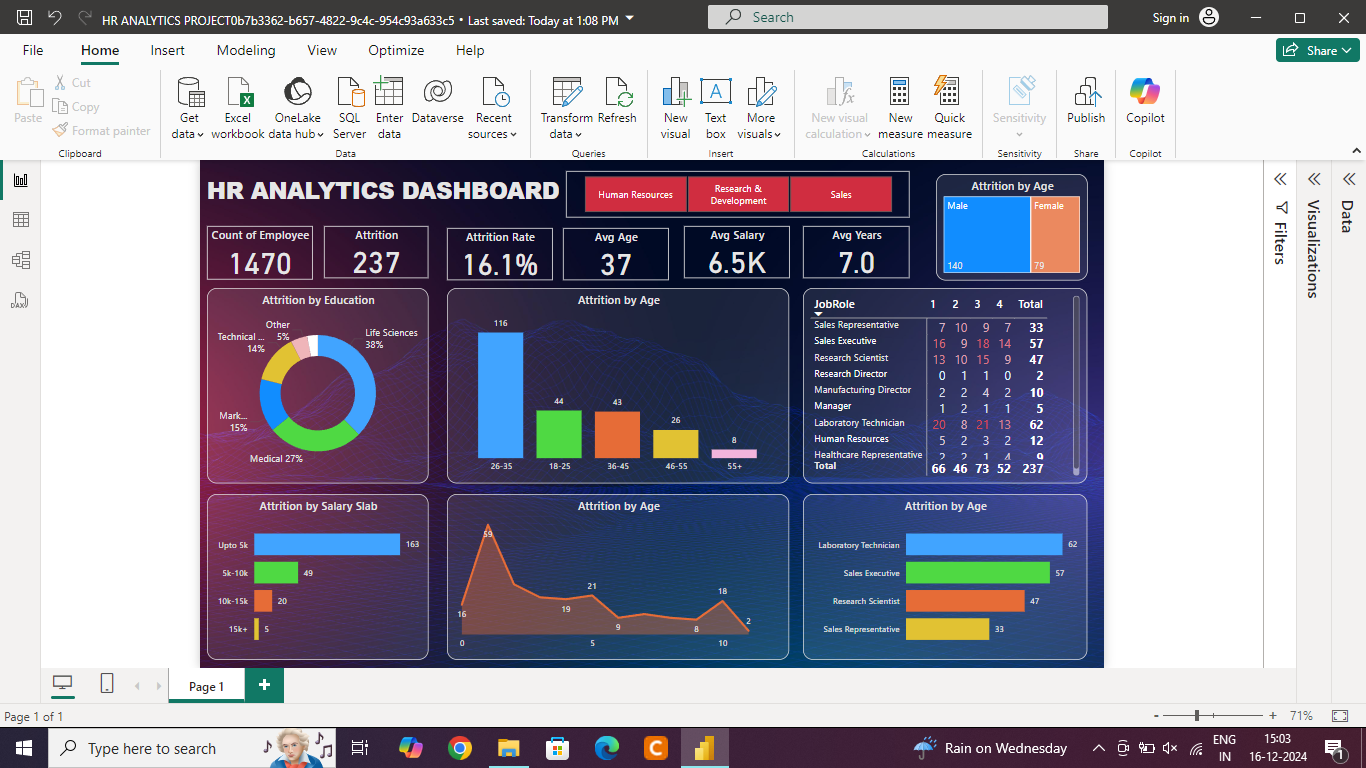 HR ANALYTICS PROJECT0b7b3362-b657-4822-9c4c-954c93a633c5 • Last saved: Today at 1:08 PM
Search
Sign in
File Home Insert Modeling View Optimize Help
Share
Paste
Cut
Copy
Format painter
Clipboard
Get data
Excel workbook
OneLake data hub
SQL Server
Enter data
Dataverse
Recent sources
Data
Transform data
Refresh
Queries
New visual
Text box
More visuals
Insert
New visual calculation
New measure
Quick measure
Calculations
Sensitivity
Sensitivity
Publish
Share
Copilot
Copilot
HR ANALYTICS DASHBOARD
Human Resources
Research & Development
Sales
Attrition by Age
Male
Female
140
79
Count of Employee
1470
Attrition
237
Attrition Rate
16.1%
Avg Age
37
Avg Salary
6.5K
Avg Years
7.0
Attrition by Education
Other
5%
Technical ...
14%
Life Sciences
38%
Mark...
15%
Medical 27%
Attrition by Age
116
44
43
26
8
26-35 18-25 36-45 46-55 55+
JobRole 1 2 3 4 Total
Sales Representative 7 10 9 7 33
Sales Executive 16 9 18 14 57
Research Scientist 13 10 15 9 47
Research Director 0 1 1 0 2
Manufacturing Director 2 2 4 2 10
Manager 1 2 1 1 5
Laboratory Technician 20 8 21 13 62
Human Resources 5 2 3 2 12
Healthcare Representative 2 2 1 4 9
Total 66 46 73 52 237
Attrition by Salary Slab
Upto 5k 163
5k-10k 49
10k-15k 20
15k+ 5
Attrition by Age
59
16
19
21
9
8
18
2
0 5 10
Attrition by Age
Laboratory Technician 62
Sales Executive 57
Research Scientist 47
Sales Representative 33
Filters
Visualizations
Data
DAX
Page 1
Page 1 of 1
71%
Type here to search
Rain on Wednesday
ENG
IN
15:03
16-12-2024
1